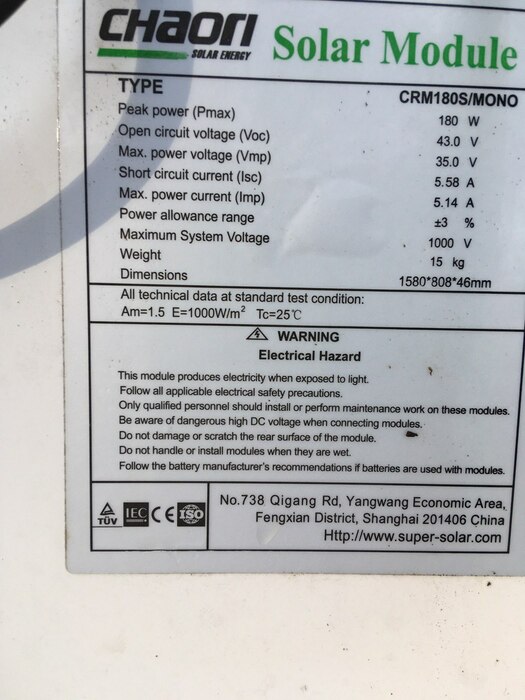 CHAORI
SOLAR ENERGY
Solar Module
TYPE CRM180S/MONO
Peak power (Pmax) 180 W
Open circuit voltage (Voc) 43.0 V
Max. power voltage (Vmp) 35.0 V
Short circuit current (Isc) 5.58 A
Max. power current (Imp) 5.14 A
Power allowance range ±3 %
Maximum System Voltage 1000 V
Weight 15 kg
Dimensions 1580*808*46mm
All technical data at standard test condition:
Am=1.5 E=1000W/m² Tc=25℃
WARNING
Electrical Hazard
This module produces electricity when exposed to light.
Follow all applicable electrical safety precautions.
Only qualified personnel should install or perform maintenance work on these modules.
Be aware of dangerous high DC voltage when connecting modules.
Do not damage or scratch the rear surface of the module.
Do not handle or install modules when they are wet.
Follow the battery manufacturer's recommendations if batteries are used with modules.
TÜV IEC CE ISO
No.738 Qigang Rd, Yangwang Economic Area,
Fengxian District, Shanghai 201406 China
Http://www.super-solar.com